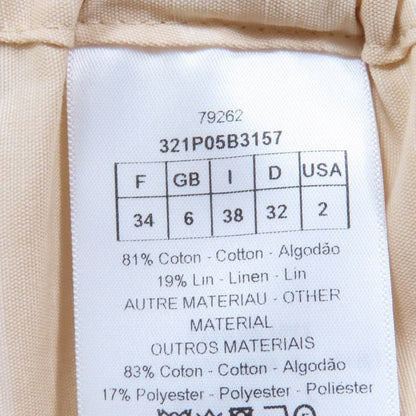 79262
321P05B3157
F GB I D USA
34 6 38 32 2
81% Coton - Cotton - Algodão
19% Lin - Linen - Lin
AUTRE MATERIAU - OTHER
MATERIAL
OUTROS MATERIAIS
83% Coton - Cotton - Algodão
17% Polyester - Polyester - Poliéster